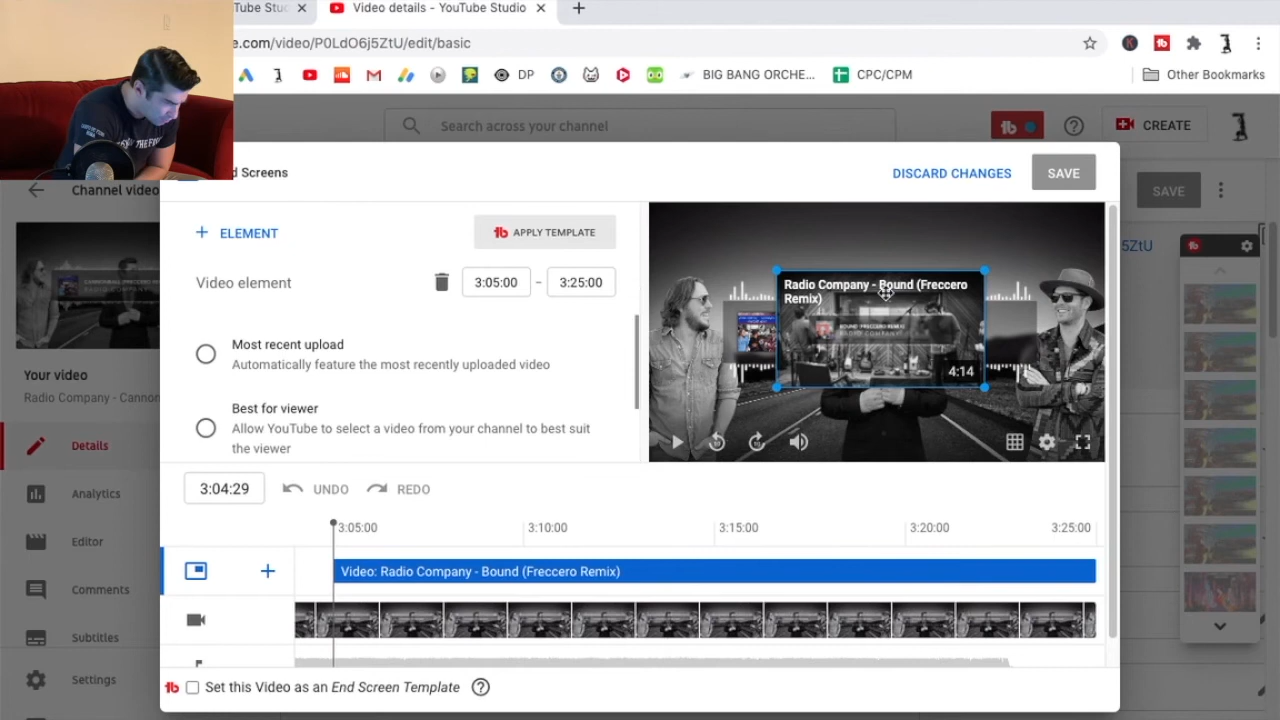 Video details - YouTube Studio
e.com/video/P0LdO6j5ZtU/edit/basic
DP
BIG BANG ORCHE...
CPC/CPM
Other Bookmarks
Search across your channel
CREATE
Channel video
d Screens
DISCARD CHANGES
SAVE
SAVE
+ ELEMENT
APPLY TEMPLATE
5ZtU
Video element
3:05:00 - 3:25:00
Radio Company - Bound (Freccero
Remix)
4:14
Most recent upload
Automatically feature the most recently uploaded video
Best for viewer
Allow YouTube to select a video from your channel to best suit
the viewer
Your video
Radio Company - Cannon
Details
Analytics
Editor
Comments
Subtitles
Settings
3:04:29
UNDO
REDO
3:05:00
3:10:00
3:15:00
3:20:00
3:25:00
Video: Radio Company - Bound (Freccero Remix)
Set this Video as an End Screen Template